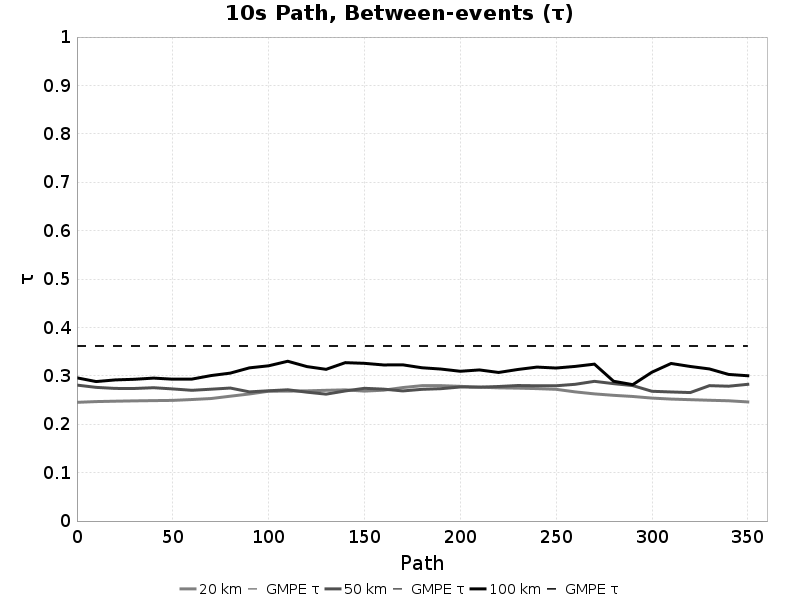 10s Path, Between-events (τ)
1
0.9
0.8
0.7
0.6
0.5
0.4
0.3
0.2
0.1
0
τ
0 50 100 150 200 250 300 350
Path
20 km GMPE τ 50 km GMPE τ 100 km GMPE τ